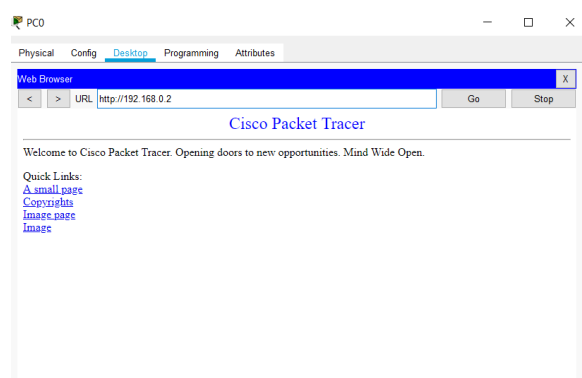 PC0
Physical Config Desktop Programming Attributes
Web Browser X
< > URL http://192.168.0.2 Go Stop
Cisco Packet Tracer
Welcome to Cisco Packet Tracer. Opening doors to new opportunities. Mind Wide Open.
Quick Links:
A small page
Copyrights
Image page
Image